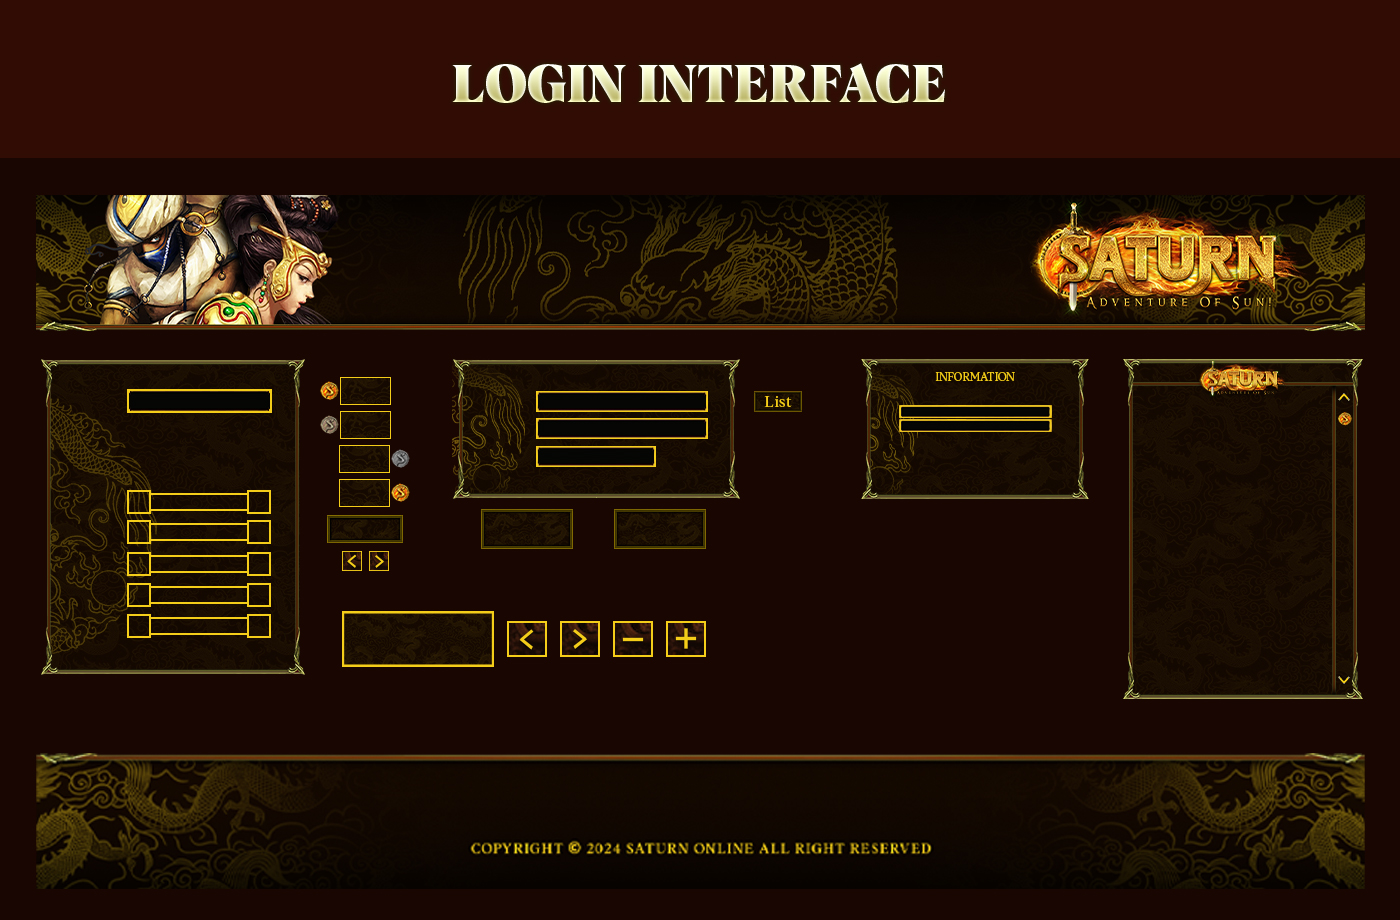 LOGIN INTERFACE
SATURN
ADVENTURE OF SUN!
List
INFORMATION
SATURN
COPYRIGHT © 2024 SATURN ONLINE ALL RIGHT RESERVED